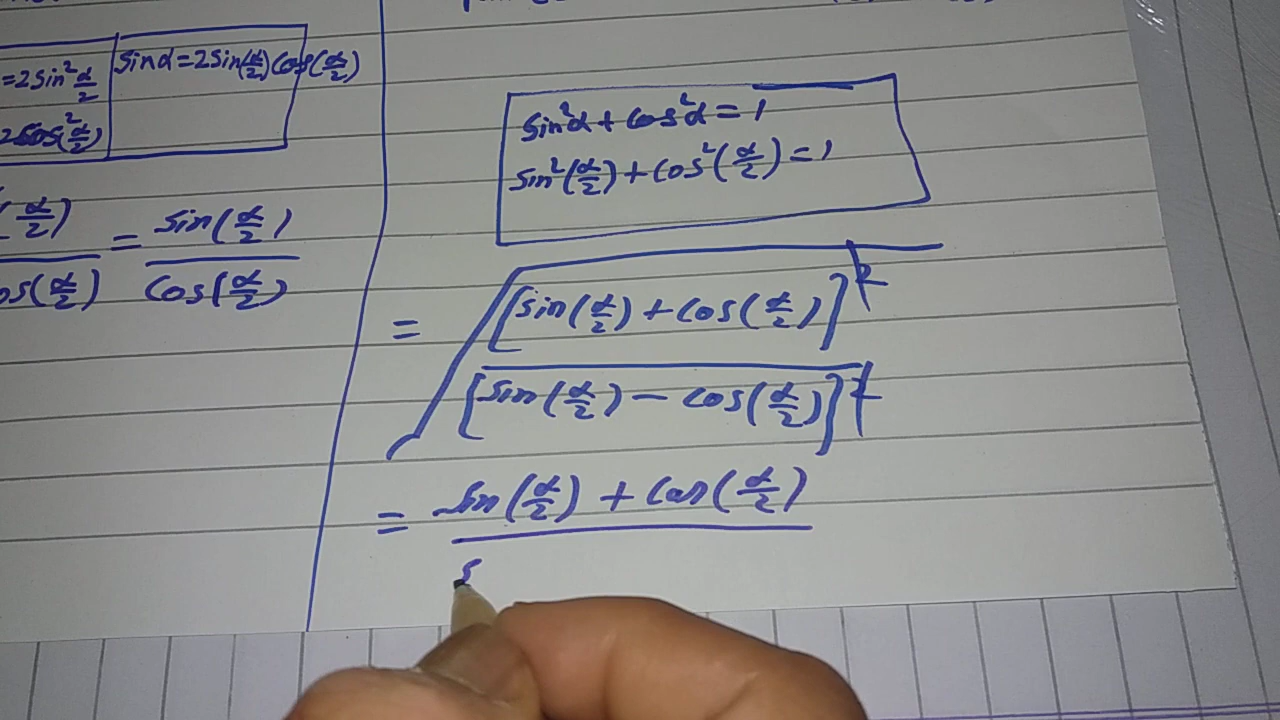 =2sin²α/2
2cos²(α/2)
sinα=2sin(α/2)cos(α/2)
(α/2)/os(α/2) = sin(α/2)/cos(α/2)
sin²α+cos²α=1
sin²(α/2)+cos²(α/2)=1
= √([sin(α/2)+cos(α/2)]²/[sin(α/2)-cos(α/2)]²)
= sin(α/2)+cos(α/2)/s